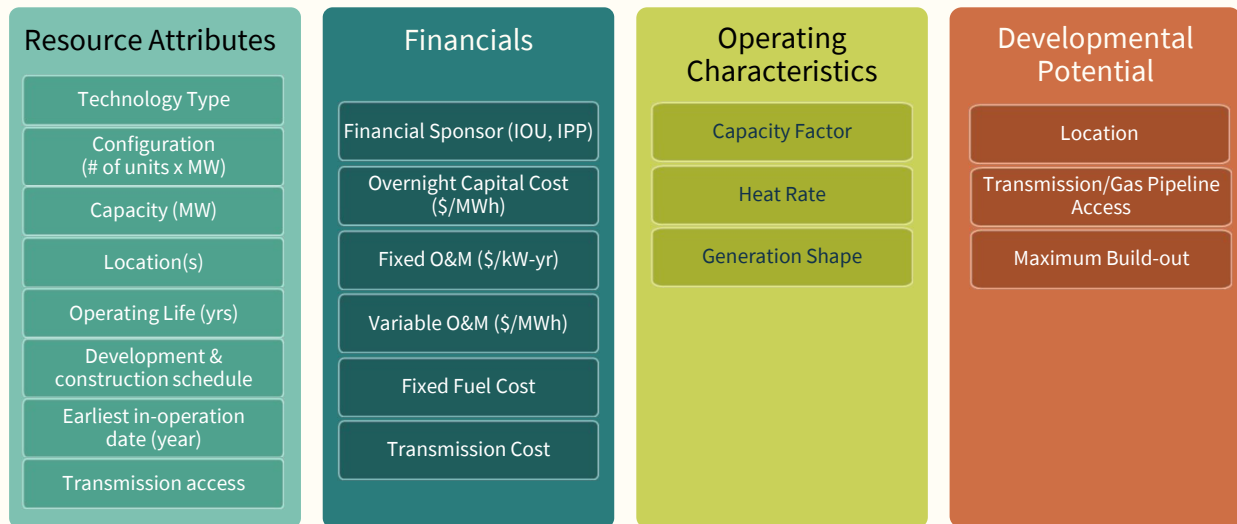 Resource Attributes
Technology Type
Configuration
(# of units x MW)
Capacity (MW)
Location(s)
Operating Life (yrs)
Development &
construction schedule
Earliest in-operation
date (year)
Transmission access
Financials
Financial Sponsor (IOU, IPP)
Overnight Capital Cost
($/MWh)
Fixed O&M ($/kW-yr)
Variable O&M ($/MWh)
Fixed Fuel Cost
Transmission Cost
Operating
Characteristics
Capacity Factor
Heat Rate
Generation Shape
Developmental
Potential
Location
Transmission/Gas Pipeline
Access
Maximum Build-out